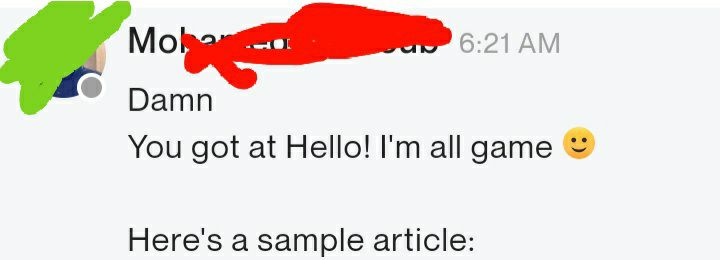 6:21 AM
Damn
You got at Hello! I'm all game 🙂
Here's a sample article: